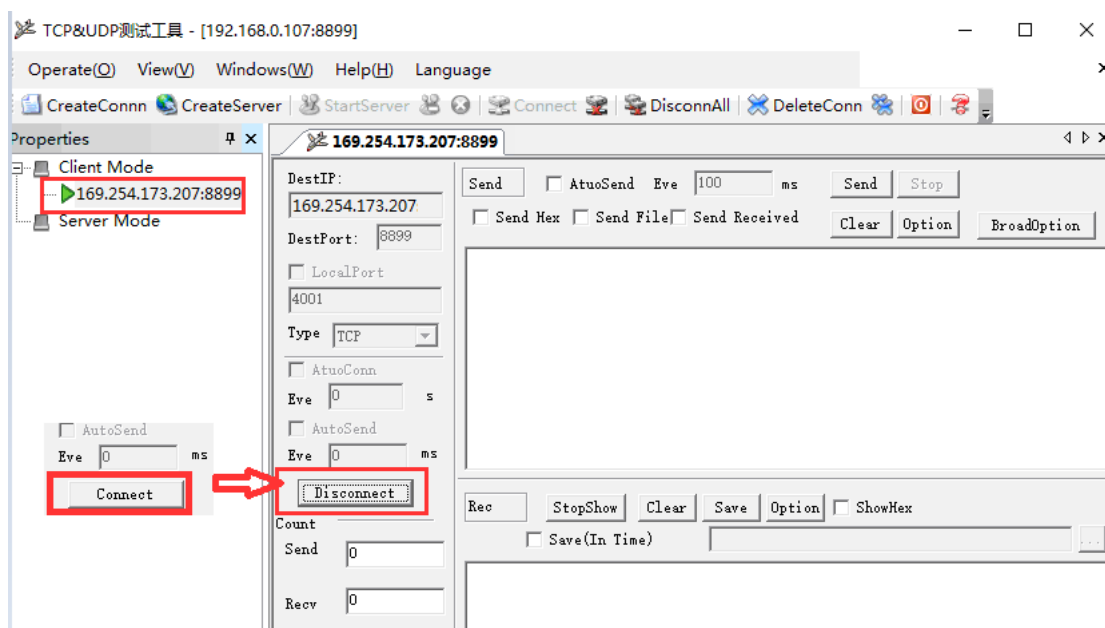 TCP&UDP测试工具 - [192.168.0.107:8899]
Operate(O) View(V) Windows(W) Help(H) Language
CreateConnn CreateServer StartServer Connect DisconnAll DeleteConn
Properties
169.254.173.207:8899
Client Mode
169.254.173.207:8899
Server Mode
DestIP:
169.254.173.207
DestPort: 8899
LocalPort
4001
Type TCP
AtuoConn
Eve 0 s
AutoSend
Eve 0 ms
Disconnect
Count
Send 0
Recv 0
AutoSend
Eve 0 ms
Connect
Send AtuoSend Eve 100 ms Send Stop
Send Hex Send File Send Received Clear Option BroadOption
Rec StopShow Clear Save Option ShowHex
Save(In Time) ...